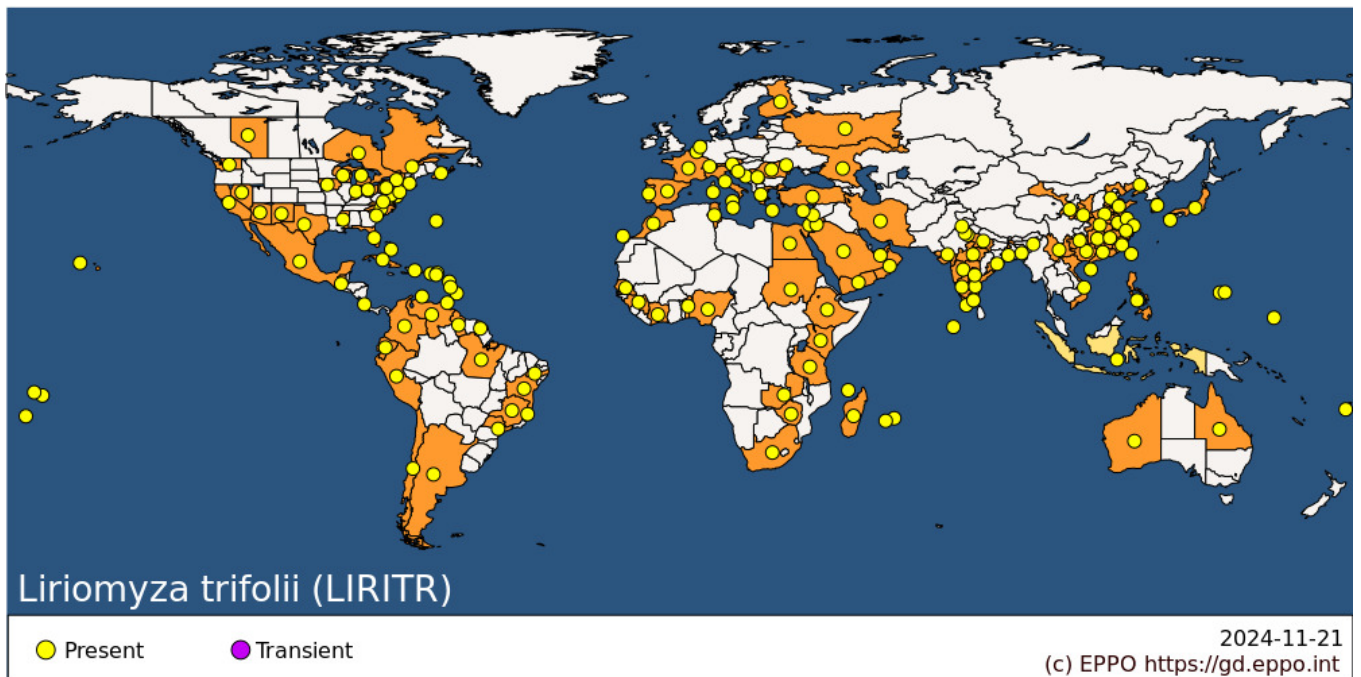 Liriomyza trifolii (LIRITR)
Present
Transient
2024-11-21
(c) EPPO https://gd.eppo.int